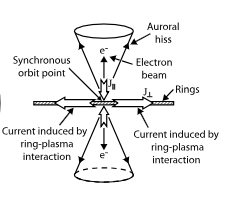 Auroral
hiss
e⁻
Electron
beam
Synchronous
orbit point
J∥
J⊥
Rings
Current induced by
ring-plasma
interaction
Current induced by
ring-plasma
interaction
e⁻